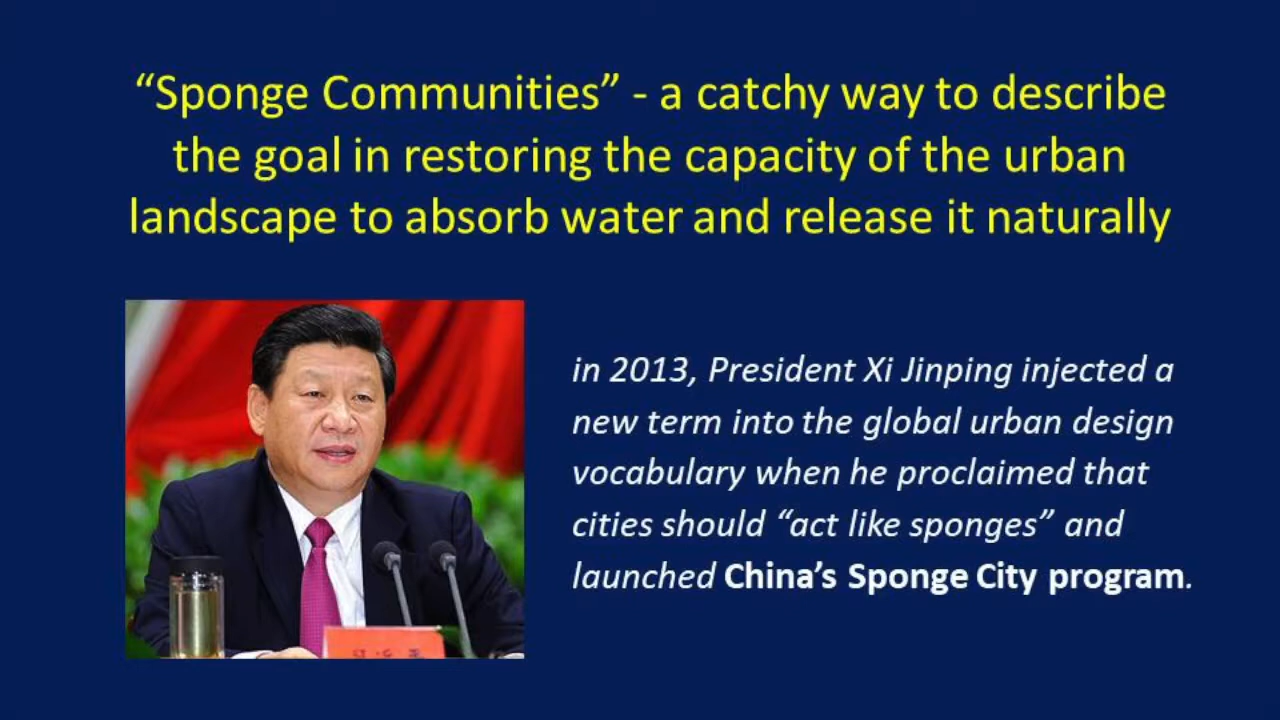 “Sponge Communities” - a catchy way to describe
the goal in restoring the capacity of the urban
landscape to absorb water and release it naturally
in 2013, President Xi Jinping injected a
new term into the global urban design
vocabulary when he proclaimed that
cities should “act like sponges” and
launched China’s Sponge City program.